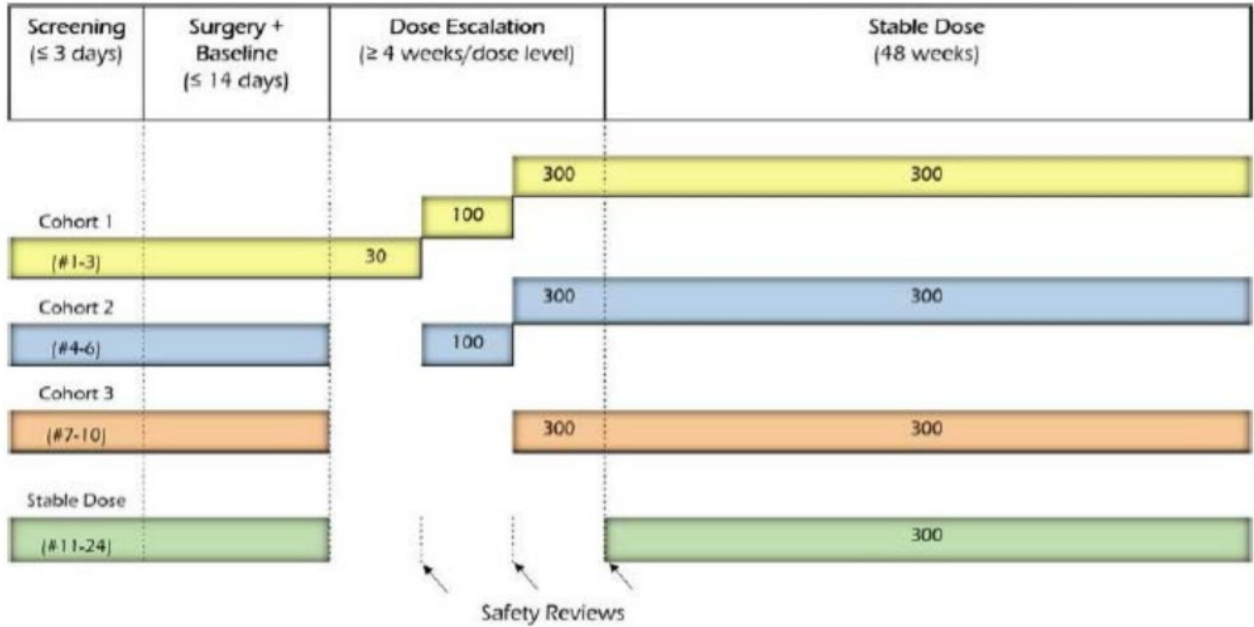 Screening
(≤ 3 days)
Surgery +
Baseline
(≤ 14 days)
Dose Escalation
(≥ 4 weeks/dose level)
Stable Dose
(48 weeks)
300
300
100
Cohort 1
(#1-3)
30
300
300
Cohort 2
(#4-6)
100
Cohort 3
(#7-10)
300
300
Stable Dose
(#11-24)
300
Safety Reviews